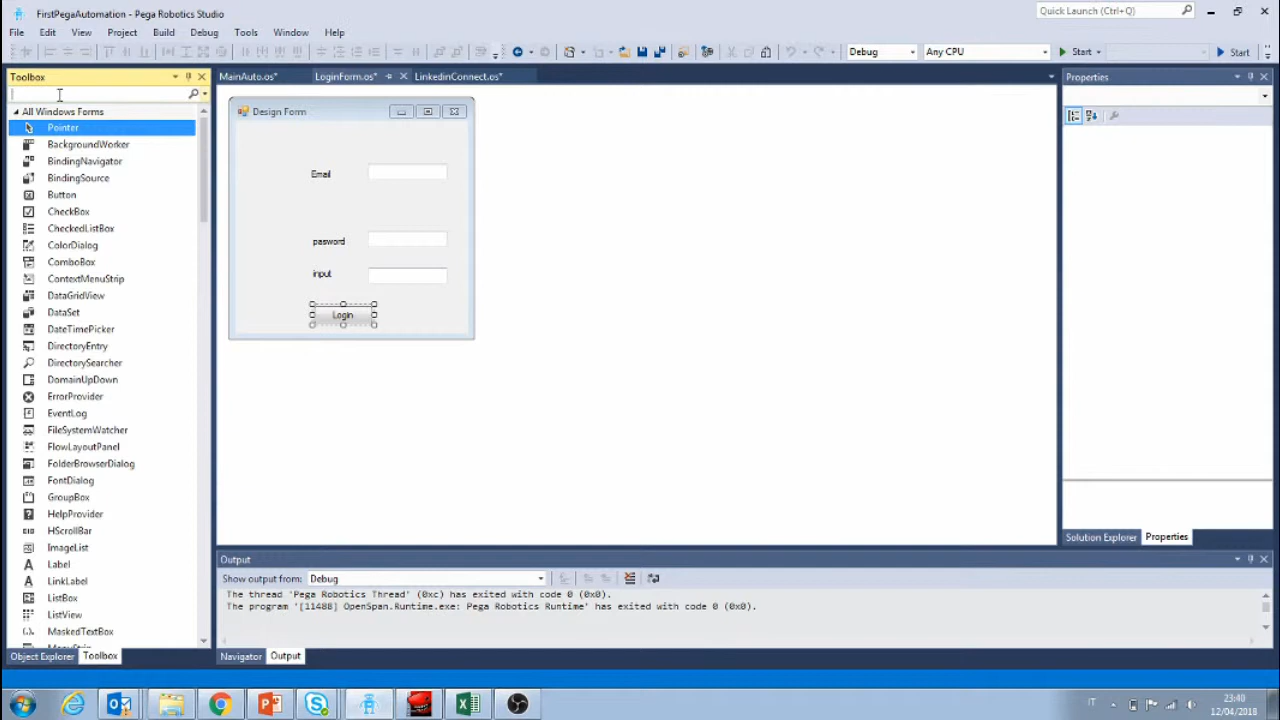 FirstPegaAutomation - Pega Robotics Studio
Quick Launch (Ctrl+Q)
File Edit View Project Build Debug Tools Window Help
Debug Any CPU Start Start
Toolbox
MainAuto.os* LoginForm.os* LinkedinConnect.os*
Properties
All Windows Forms
Pointer
BackgroundWorker
BindingNavigator
BindingSource
Button
CheckBox
CheckedListBox
ColorDialog
ComboBox
ContextMenuStrip
DataGridView
DataSet
DateTimePicker
DirectoryEntry
DirectorySearcher
DomainUpDown
ErrorProvider
EventLog
FileSystemWatcher
FlowLayoutPanel
FolderBrowserDialog
FontDialog
GroupBox
HelpProvider
HScrollBar
ImageList
Label
LinkLabel
ListBox
ListView
MaskedTextBox
Object Explorer Toolbox
Design Form
Email
pasword
input
Login
Solution Explorer Properties
Output
Show output from: Debug
The thread 'Pega Robotics Thread' (0xc) has exited with code 0 (0x0).
The program '[11488] OpenSpan.Runtime.exe: Pega Robotics Runtime' has exited with code 0 (0x0).
Navigator Output
IT
23:40
12/04/2018